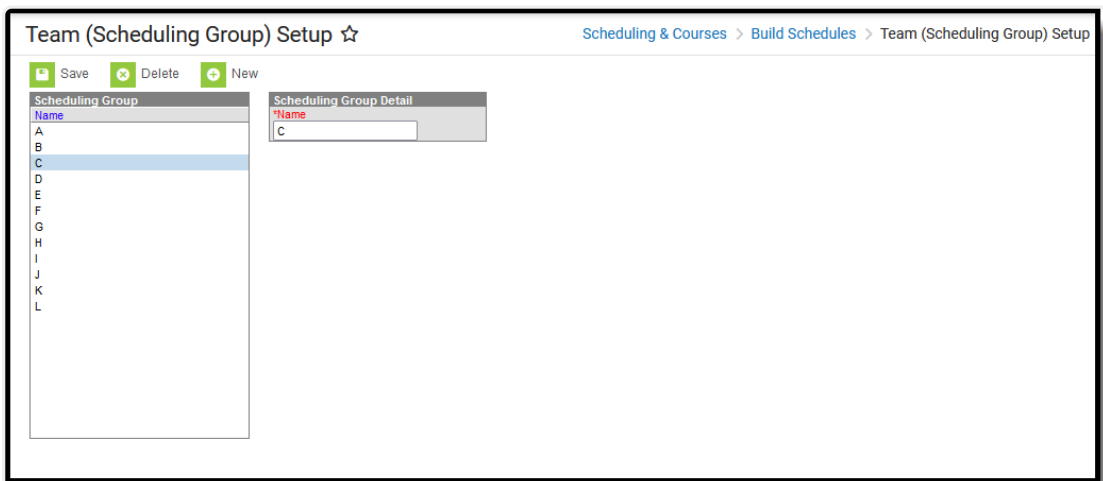 Team (Scheduling Group) Setup ☆
Scheduling & Courses > Build Schedules > Team (Scheduling Group) Setup
Save Delete New
Scheduling Group
Name
A
B
C
D
E
F
G
H
I
J
K
L
Scheduling Group Detail
*Name
C